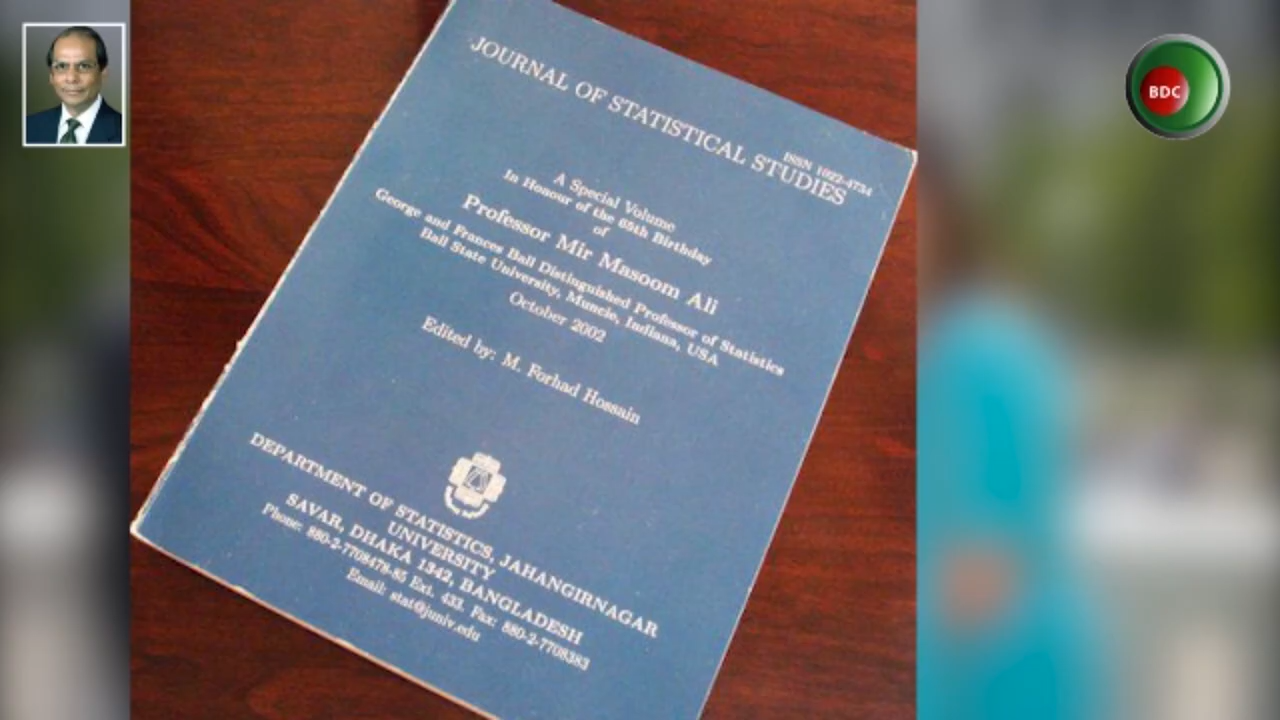 JOURNAL OF STATISTICAL STUDIES
ISSN 1022-4734
A Special Volume
In Honour of the 65th Birthday
of
Professor Mir Masoom Ali
George and Frances Ball Distinguished Professor of Statistics
Ball State University, Muncie, Indiana, USA
October 2002
Edited by: M. Forhad Hossain
DEPARTMENT OF STATISTICS, JAHANGIRNAGAR
UNIVERSITY
SAVAR, DHAKA 1342, BANGLADESH
Phone: 880-2-7708478-85 Ext. 433, Fax: 880-2-7708383
Email: stat@juniv.edu
BDC